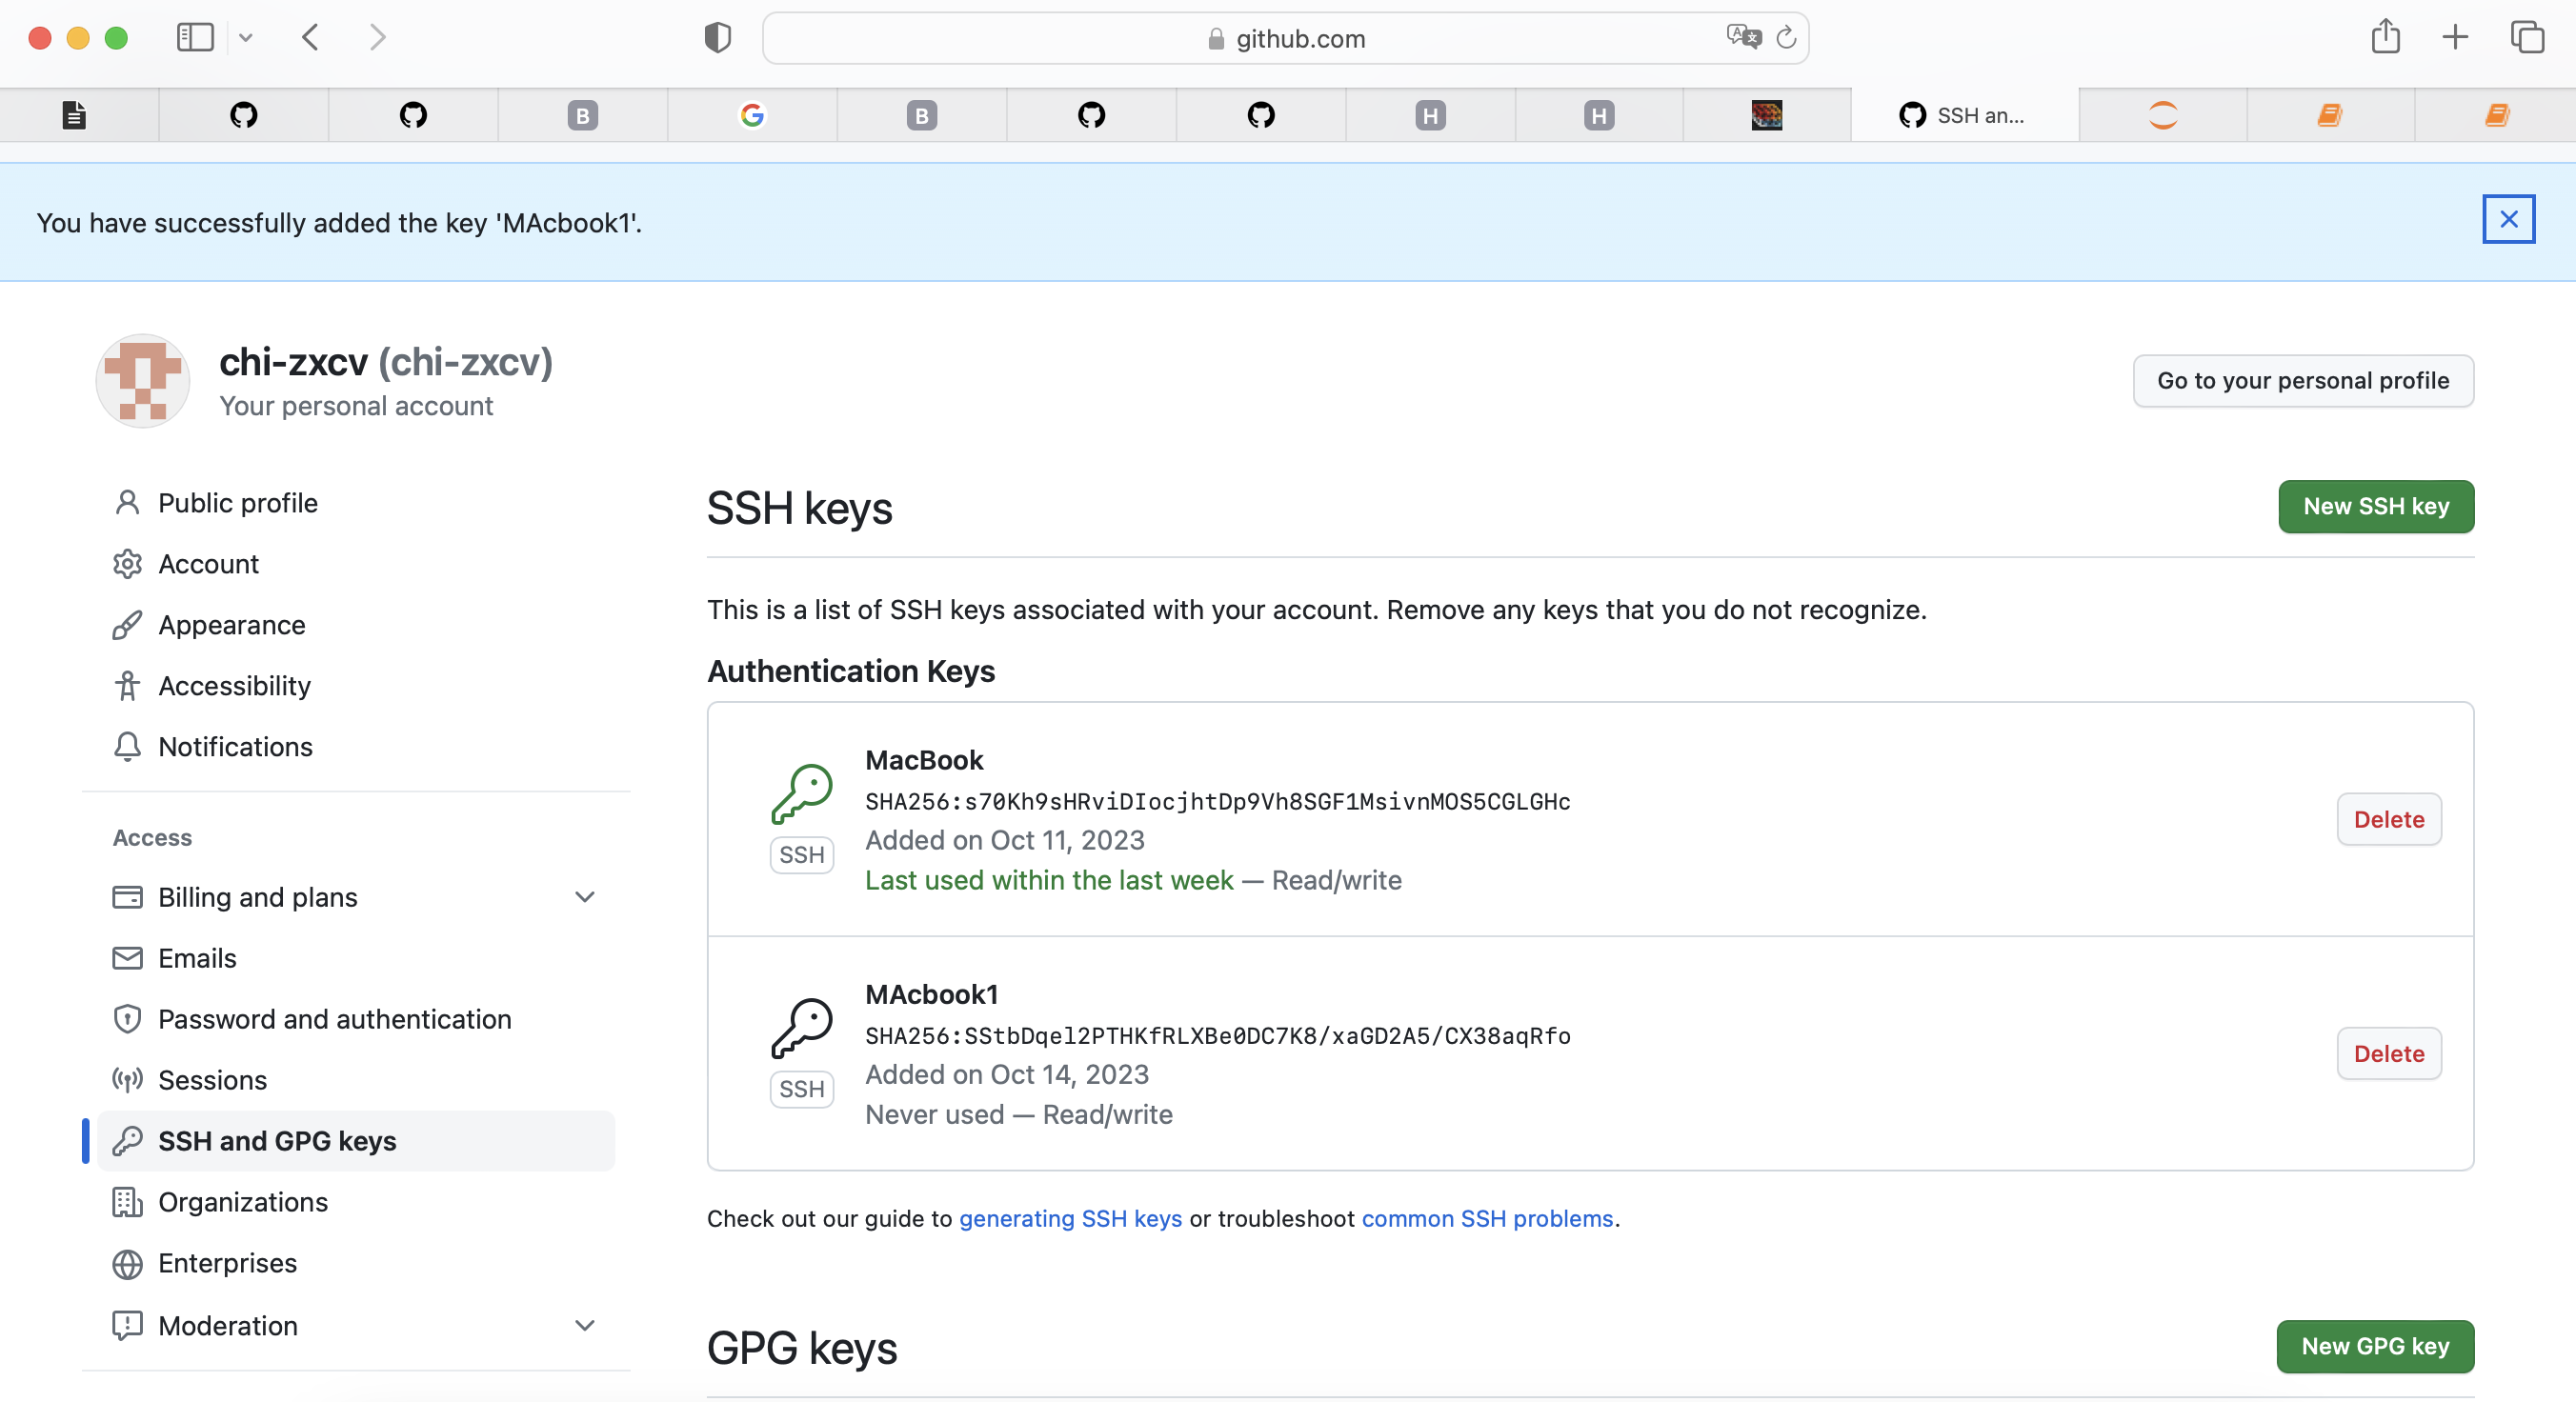 github.com
B
B
H
H
SSH an...
You have successfully added the key 'MAcbook1'.
chi-zxcv (chi-zxcv)
Your personal account
Go to your personal profile
Public profile
Account
Appearance
Accessibility
Notifications
Access
Billing and plans
Emails
Password and authentication
Sessions
SSH and GPG keys
Organizations
Enterprises
Moderation
SSH keys
New SSH key
This is a list of SSH keys associated with your account. Remove any keys that you do not recognize.
Authentication Keys
MacBook
SHA256:s70Kh9sHRviDIocjhtDp9Vh8SGF1MsivnMOS5CGLGHc
Added on Oct 11, 2023
Last used within the last week — Read/write
SSH
Delete
MAcbook1
SHA256:SStbDqel2PTHKfRLXBe0DC7K8/xaGD2A5/CX38aqRfo
Added on Oct 14, 2023
Never used — Read/write
SSH
Delete
Check out our guide to generating SSH keys or troubleshoot common SSH problems.
GPG keys
New GPG key